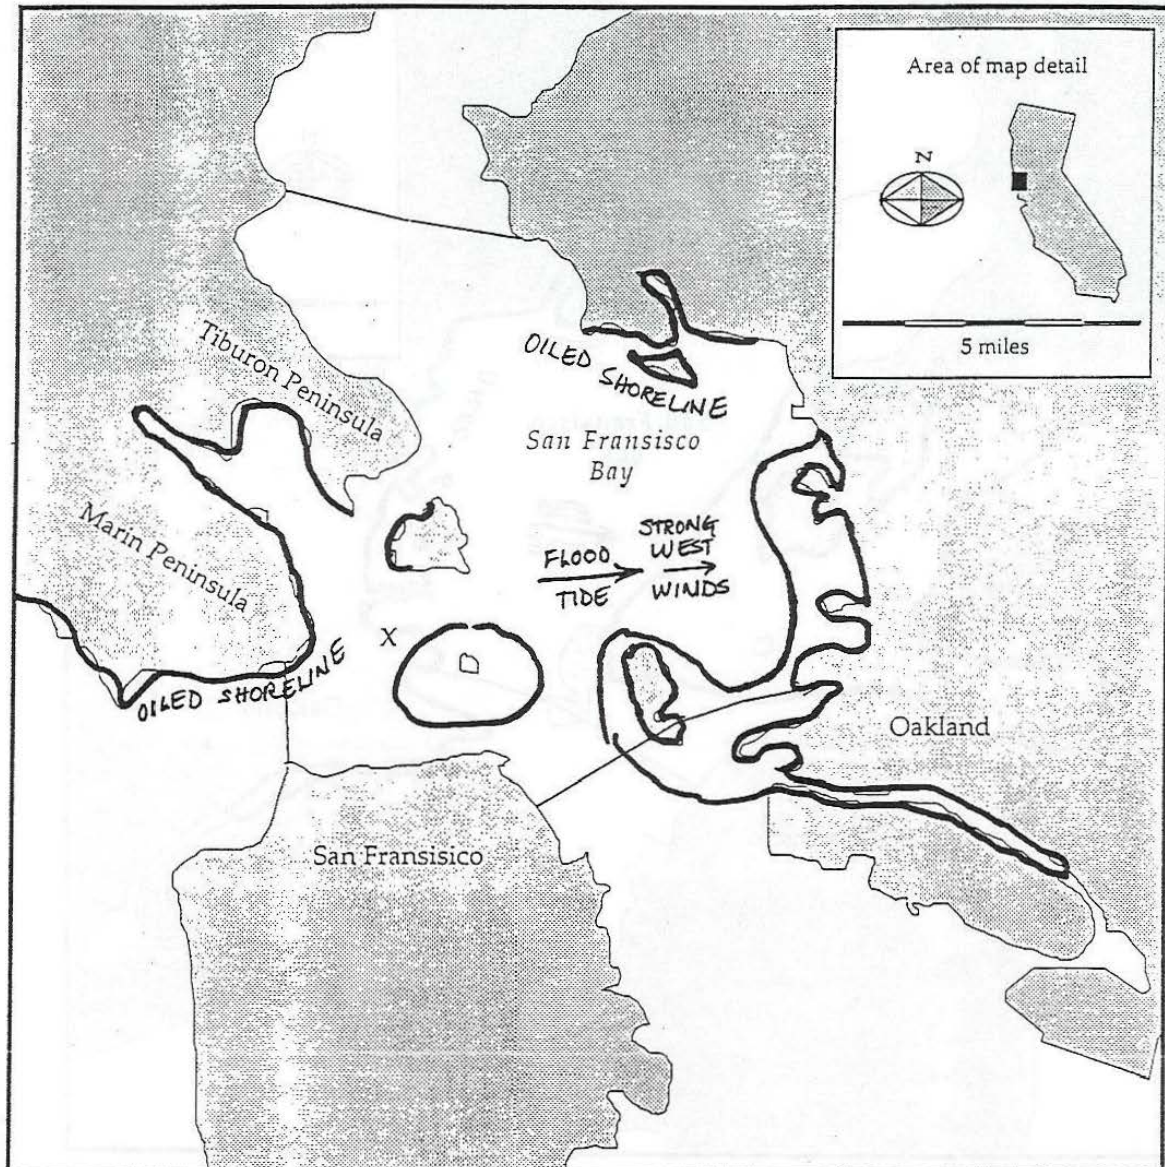 Area of map detail
N
5 miles
Tiburon Peninsula
OILED SHORELINE
San Fransisco
Bay
Marin Peninsula
FLOOD
TIDE
STRONG
WEST
WINDS
X
OILED SHORELINE
Oakland
San Fransisico